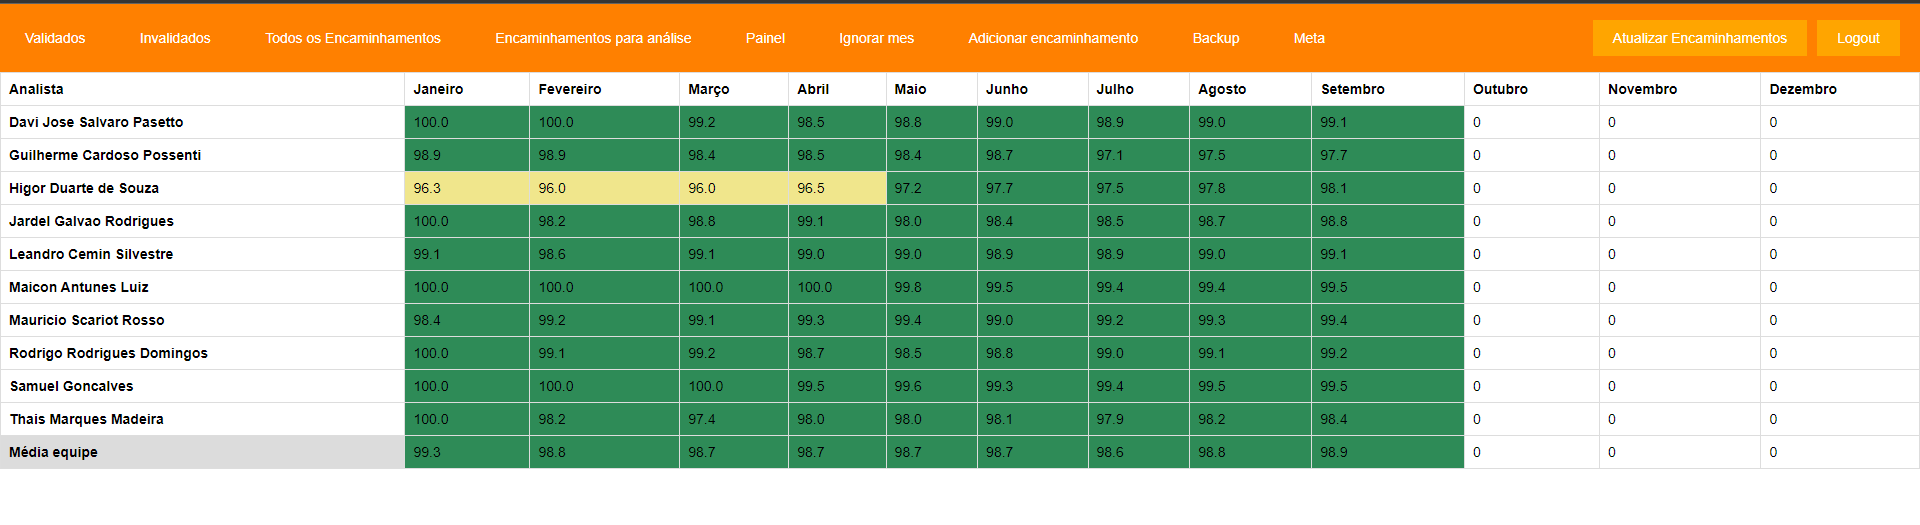 Validados Invalidados Todos os Encaminhamentos Encaminhamentos para análise Painel Ignorar mes Adicionar encaminhamento Backup Meta Atualizar Encaminhamentos Logout
Analista Janeiro Fevereiro Março Abril Maio Junho Julho Agosto Setembro Outubro Novembro Dezembro
Davi Jose Salvaro Pasetto 100.0 100.0 99.2 98.5 98.8 99.0 98.9 99.0 99.1 0 0 0
Guilherme Cardoso Possenti 98.9 98.9 98.4 98.5 98.4 98.7 97.1 97.5 97.7 0 0 0
Higor Duarte de Souza 96.3 96.0 96.0 96.5 97.2 97.7 97.5 97.8 98.1 0 0 0
Jardel Galvao Rodrigues 100.0 98.2 98.8 99.1 98.0 98.4 98.5 98.7 98.8 0 0 0
Leandro Cemin Silvestre 99.1 98.6 99.1 99.0 99.0 98.9 98.9 99.0 99.1 0 0 0
Maicon Antunes Luiz 100.0 100.0 100.0 100.0 99.8 99.5 99.4 99.4 99.5 0 0 0
Mauricio Scariot Rosso 98.4 99.2 99.1 99.3 99.4 99.0 99.2 99.3 99.4 0 0 0
Rodrigo Rodrigues Domingos 100.0 99.1 99.2 98.7 98.5 98.8 99.0 99.1 99.2 0 0 0
Samuel Goncalves 100.0 100.0 100.0 99.5 99.6 99.3 99.4 99.5 99.5 0 0 0
Thais Marques Madeira 100.0 98.2 97.4 98.0 98.0 98.1 97.9 98.2 98.4 0 0 0
Média equipe 99.3 98.8 98.7 98.7 98.7 98.7 98.6 98.8 98.9 0 0 0